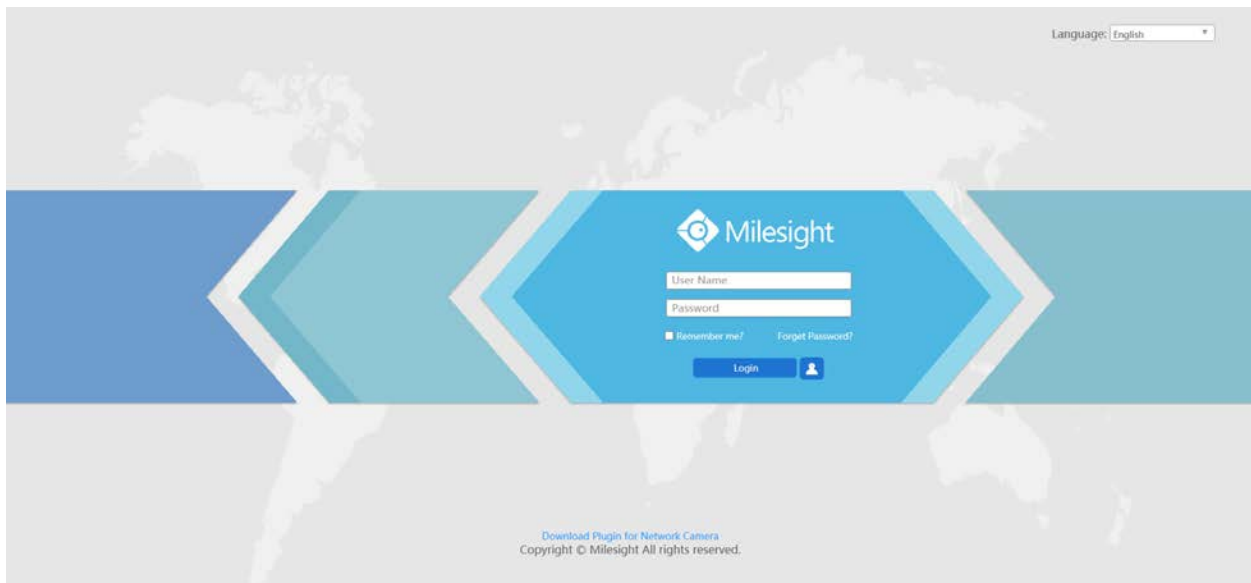 Language: English
Milesight
User Name
Password
Remember me? Forget Password?
Login
Download Plugin for Network Camera
Copyright © Milesight All rights reserved.